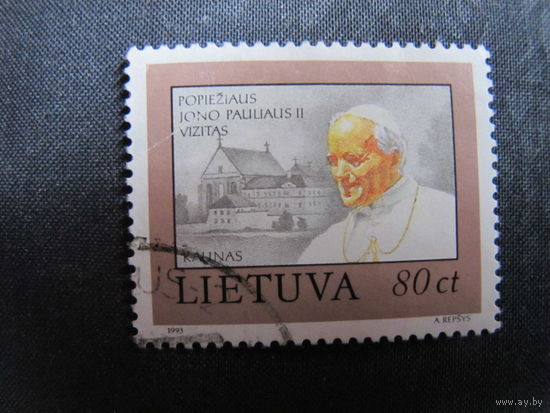 POPIEŽIAUS
JONO PAULIAUS II
VIZITAS
KAUNAS
LIETUVA 80 ct
1993 A. REPŠYS
www.ay.by